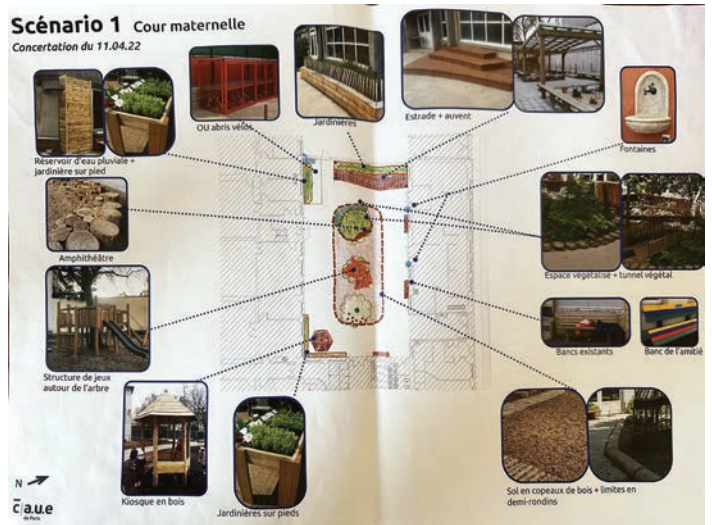 Scénario 1 Cour maternelle
Concertation du 11.04.22
Réservoir d'eau pluviale +
jardinière sur pied
OU abris vélos
Jardinières
Estrade + auvent
Fontaines
Amphithéâtre
Espace végétalisé + tunnel végétal
Structure de jeux
autour de l'arbre
Bancs existants
Banc de l'amitié
Kiosque en bois
Jardinières sur pieds
Sol en copeaux de bois + limites en
demi-rondins
N
c|a.u.e
de Paris